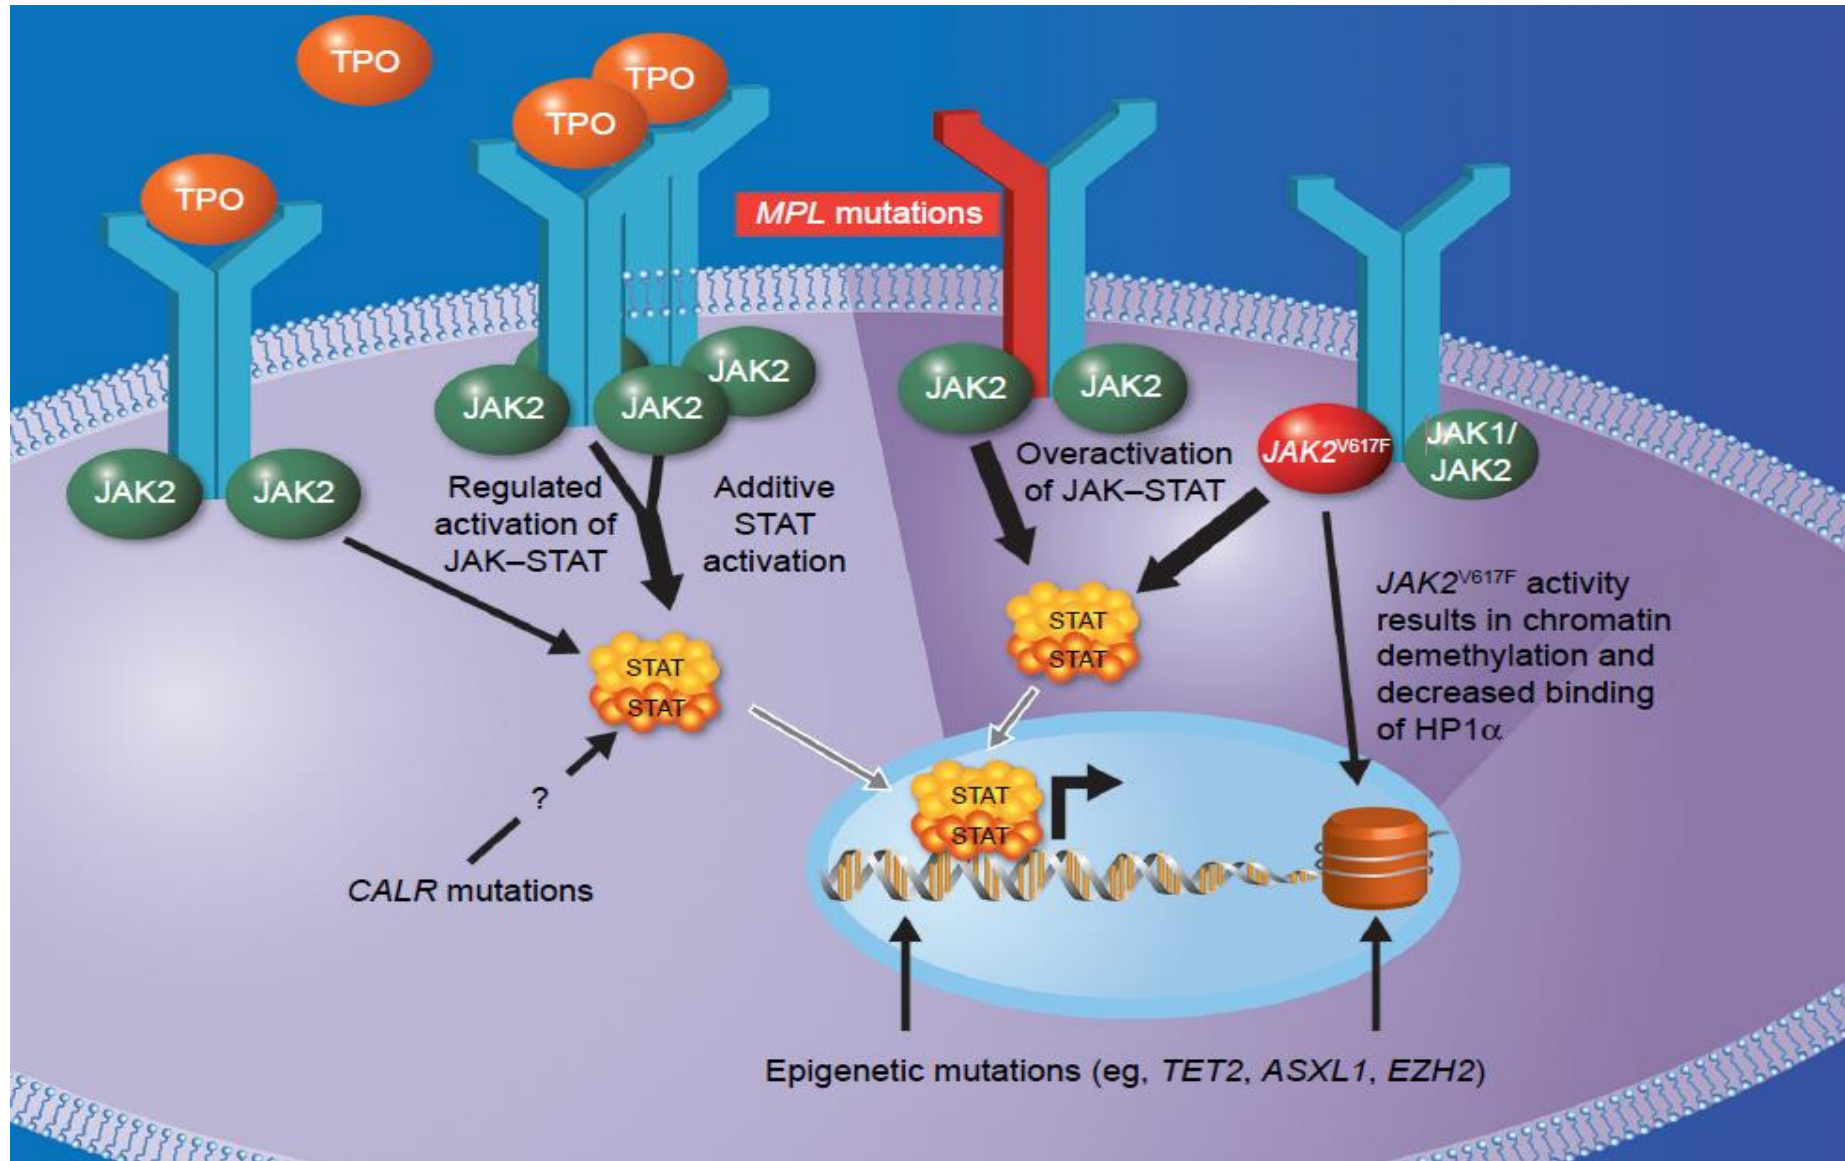 TPO
TPO
TPO
TPO
MPL mutations
JAK2
JAK2
JAK2
JAK2
JAK2
JAK2
JAK2
JAK2V617F
JAK1/
JAK2
Regulated
activation of
JAK–STAT
Additive
STAT
activation
Overactivation
of JAK–STAT
STAT
STAT
STAT
STAT
JAK2V617F activity
results in chromatin
demethylation and
decreased binding
of HP1α
?
CALR mutations
STAT
STAT
Epigenetic mutations (eg, TET2, ASXL1, EZH2)